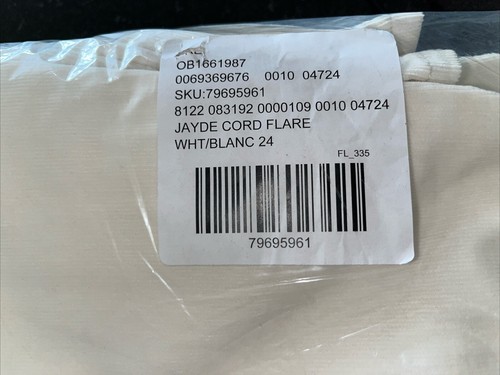 OB1661987
0069369676 0010 04724
SKU:79695961
8122 083192 0000109 0010 04724
JAYDE CORD FLARE
WHT/BLANC 24
FL_335
79695961